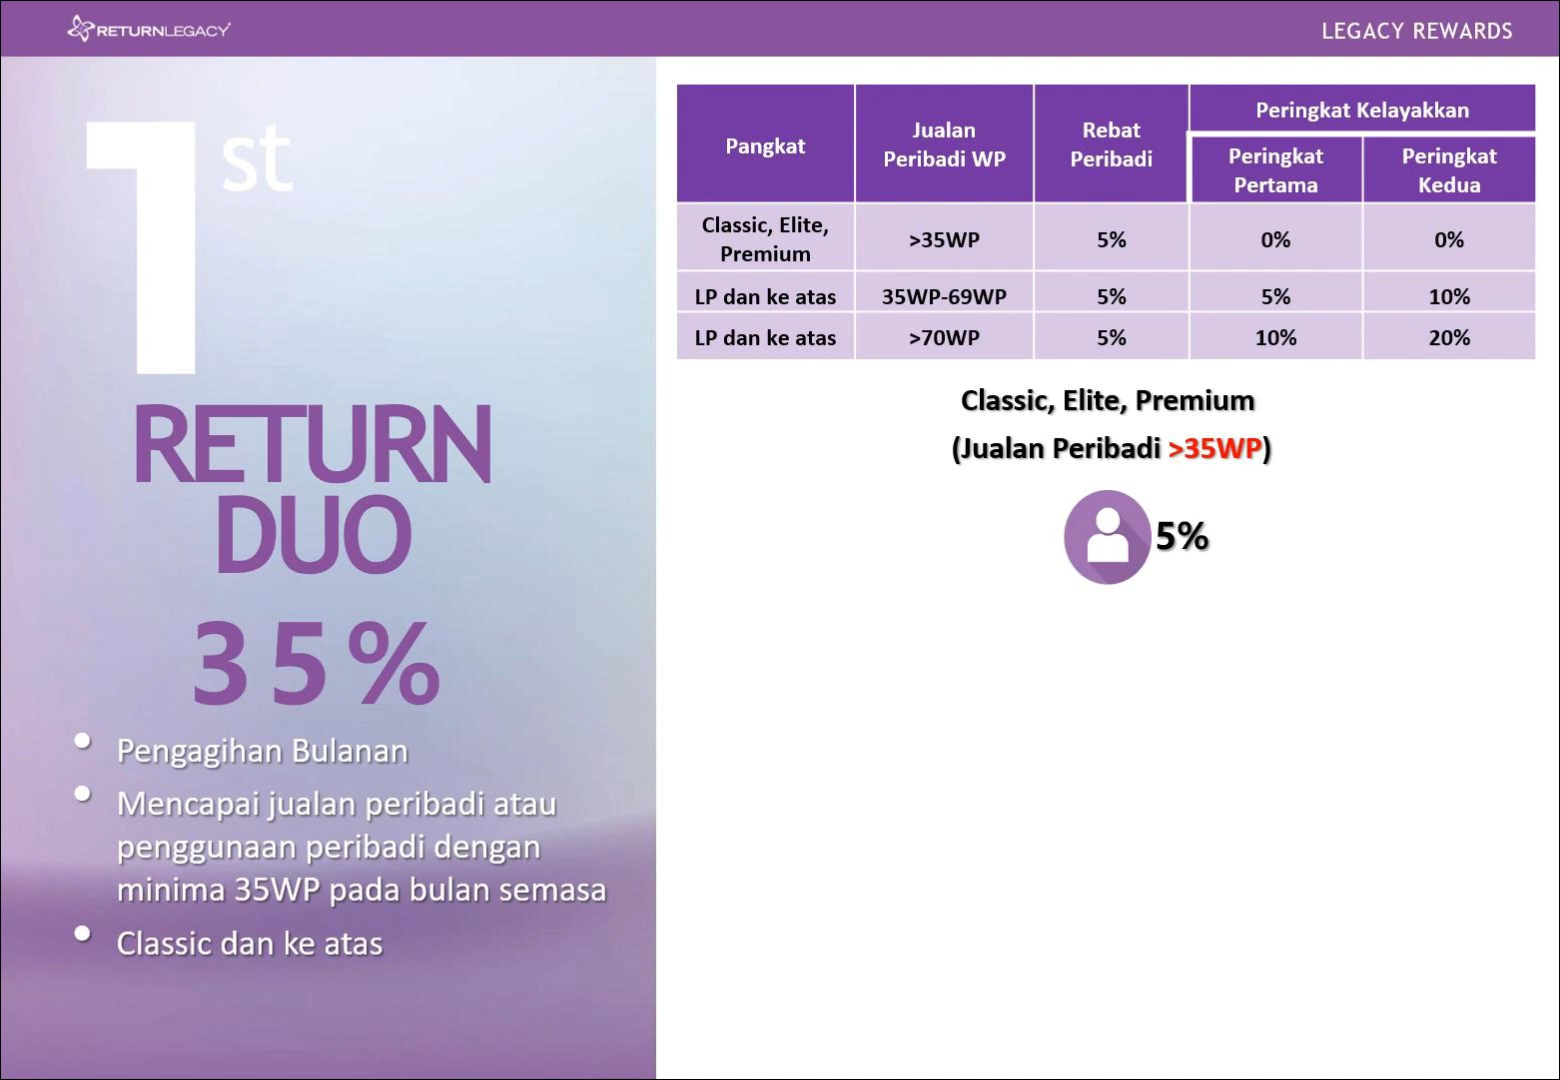 RETURNLEGACY
LEGACY REWARDS
1st
RETURN
DUO
35%
• Pengagihan Bulanan
• Mencapai jualan peribadi atau
penggunaan peribadi dengan
minima 35WP pada bulan semasa
• Classic dan ke atas
Pangkat
Jualan
Peribadi WP
Rebat
Peribadi
Peringkat Kelayakkan
Peringkat
Pertama
Peringkat
Kedua
Classic, Elite,
Premium
>35WP
5%
0%
0%
LP dan ke atas
35WP-69WP
5%
5%
10%
LP dan ke atas
>70WP
5%
10%
20%
Classic, Elite, Premium
(Jualan Peribadi >35WP)
5%